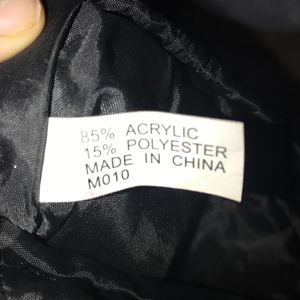 85% ACRYLIC
15% POLYESTER
MADE IN CHINA
M010